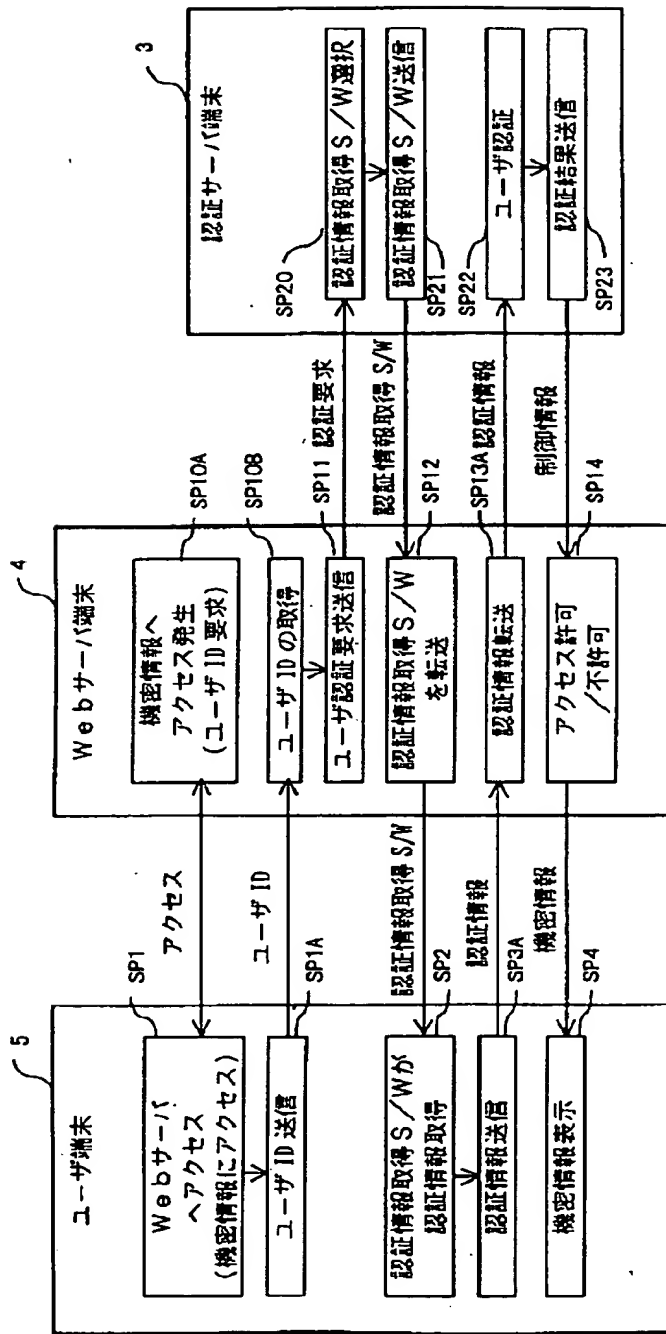 5
ユーザ端末
SP1
Webサーバ
へアクセス
(機密情報にアクセス)
ユーザID送信
SP1A
認証情報取得S/Wが
認証情報取得
SP2
認証情報送信
SP3A
機密情報表示
SP4
アクセス
ユーザID
認証情報取得S/W
認証情報
機密情報
4
Webサーバ端末
機密情報へ
アクセス発生
(ユーザID要求)
SP10A
ユーザIDの取得
SP10B
ユーザ認証要求送信
SP11
認証情報取得S/W
を転送
SP12
認証情報転送
SP13A
アクセス許可
/不許可
SP14
認証要求
認証情報取得S/W
認証情報
制御情報
3
認証サーバ端末
SP20
認証情報取得S/W選択
認証情報取得S/W送信
SP21
SP22
ユーザ認証
認証結果送信
SP23